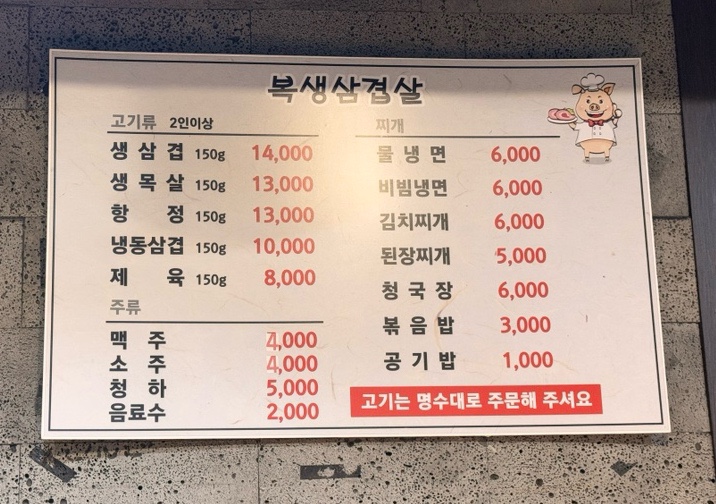 복생삼겹살
고기류 2인이상
생삼겹 150g 14,000
생목살 150g 13,000
항정 150g 13,000
냉동삼겹 150g 10,000
제육 150g 8,000
주류
맥주 4,000
소주 4,000
청하 5,000
음료수 2,000
찌개
물냉면 6,000
비빔냉면 6,000
김치찌개 6,000
된장찌개 5,000
청국장 6,000
볶음밥 3,000
공기밥 1,000
고기는 명수대로 주문해 주셔요